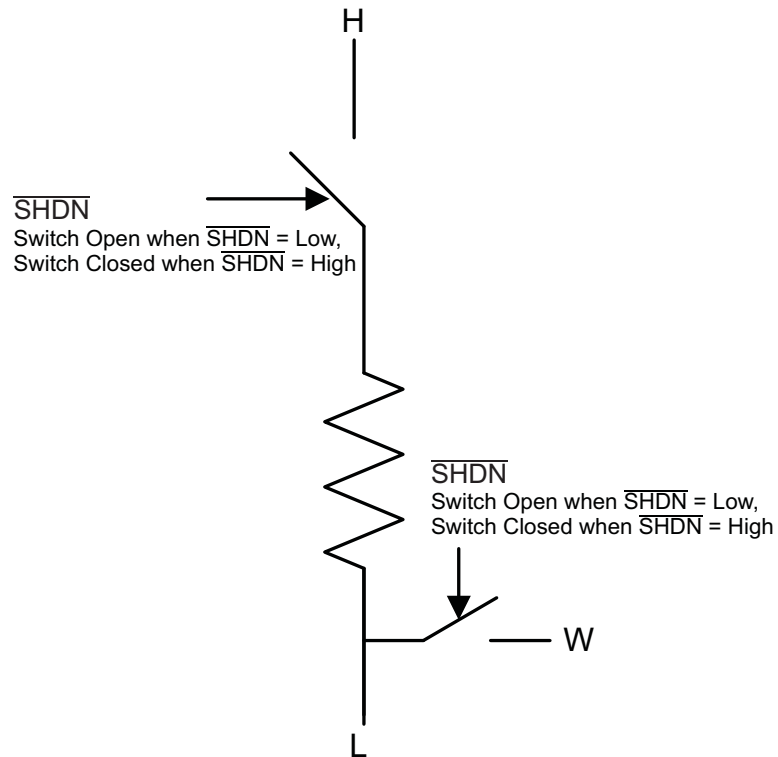 H
SHDN
Switch Open when SHDN = Low,
Switch Closed when SHDN = High
SHDN
Switch Open when SHDN = Low,
Switch Closed when SHDN = High
W
L